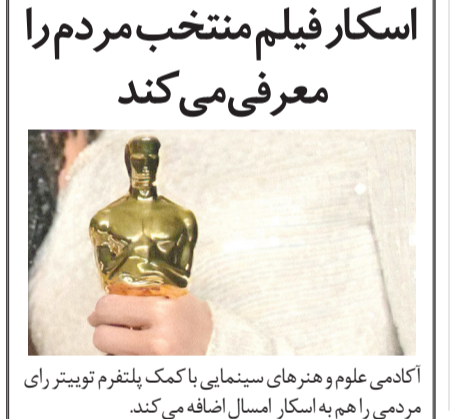 اسکار فیلم منتخب مردم را
معرفی می‌کند
آکادمی علوم و هنرهای سینمایی با کمک پلتفرم توییتر رای
مردمی را هم به اسکار امسال اضافه می‌کند.